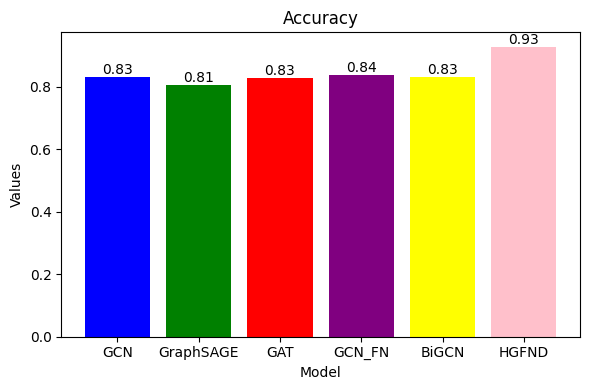 Accuracy
0.83
0.81
0.83
0.84
0.83
0.93
Values
0.8
0.6
0.4
0.2
0.0
GCN
GraphSAGE
GAT
GCN_FN
BiGCN
HGFND
Model